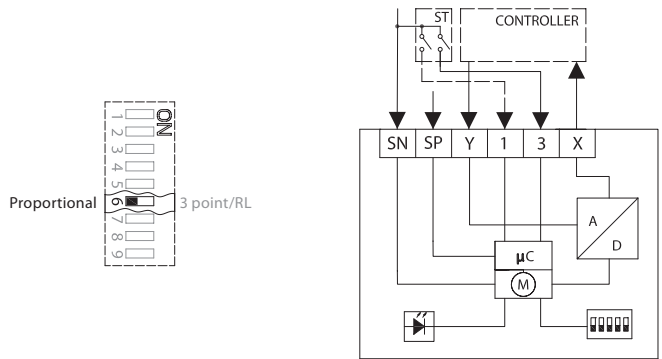 ST
CONTROLLER
ON
1
2
3
4
5
Proportional 6 3 point/RL
7
8
9
SN SP Y 1 3 X
A
D
µC
M